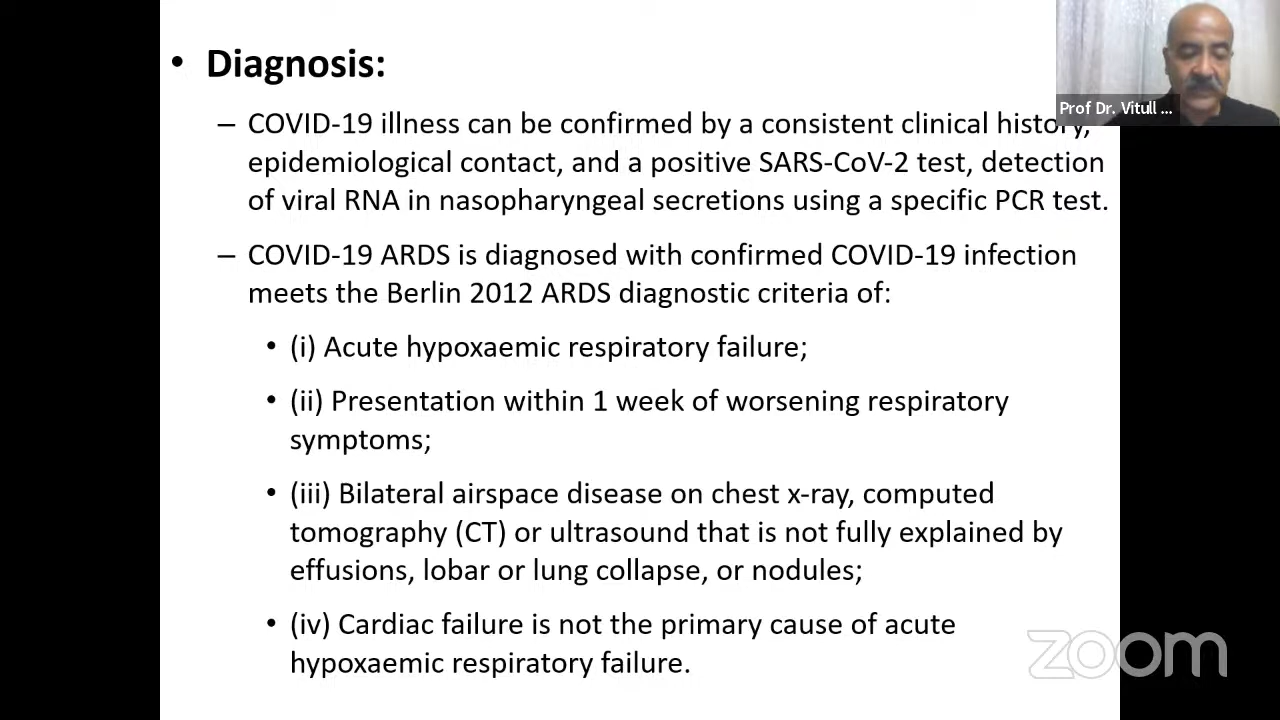 • Diagnosis:
– COVID-19 illness can be confirmed by a consistent clinical history,
epidemiological contact, and a positive SARS-CoV-2 test, detection
of viral RNA in nasopharyngeal secretions using a specific PCR test.
– COVID-19 ARDS is diagnosed with confirmed COVID-19 infection
meets the Berlin 2012 ARDS diagnostic criteria of:
• (i) Acute hypoxaemic respiratory failure;
• (ii) Presentation within 1 week of worsening respiratory
symptoms;
• (iii) Bilateral airspace disease on chest x-ray, computed
tomography (CT) or ultrasound that is not fully explained by
effusions, lobar or lung collapse, or nodules;
• (iv) Cardiac failure is not the primary cause of acute
hypoxaemic respiratory failure.
Prof Dr. Vitull ...
zoom